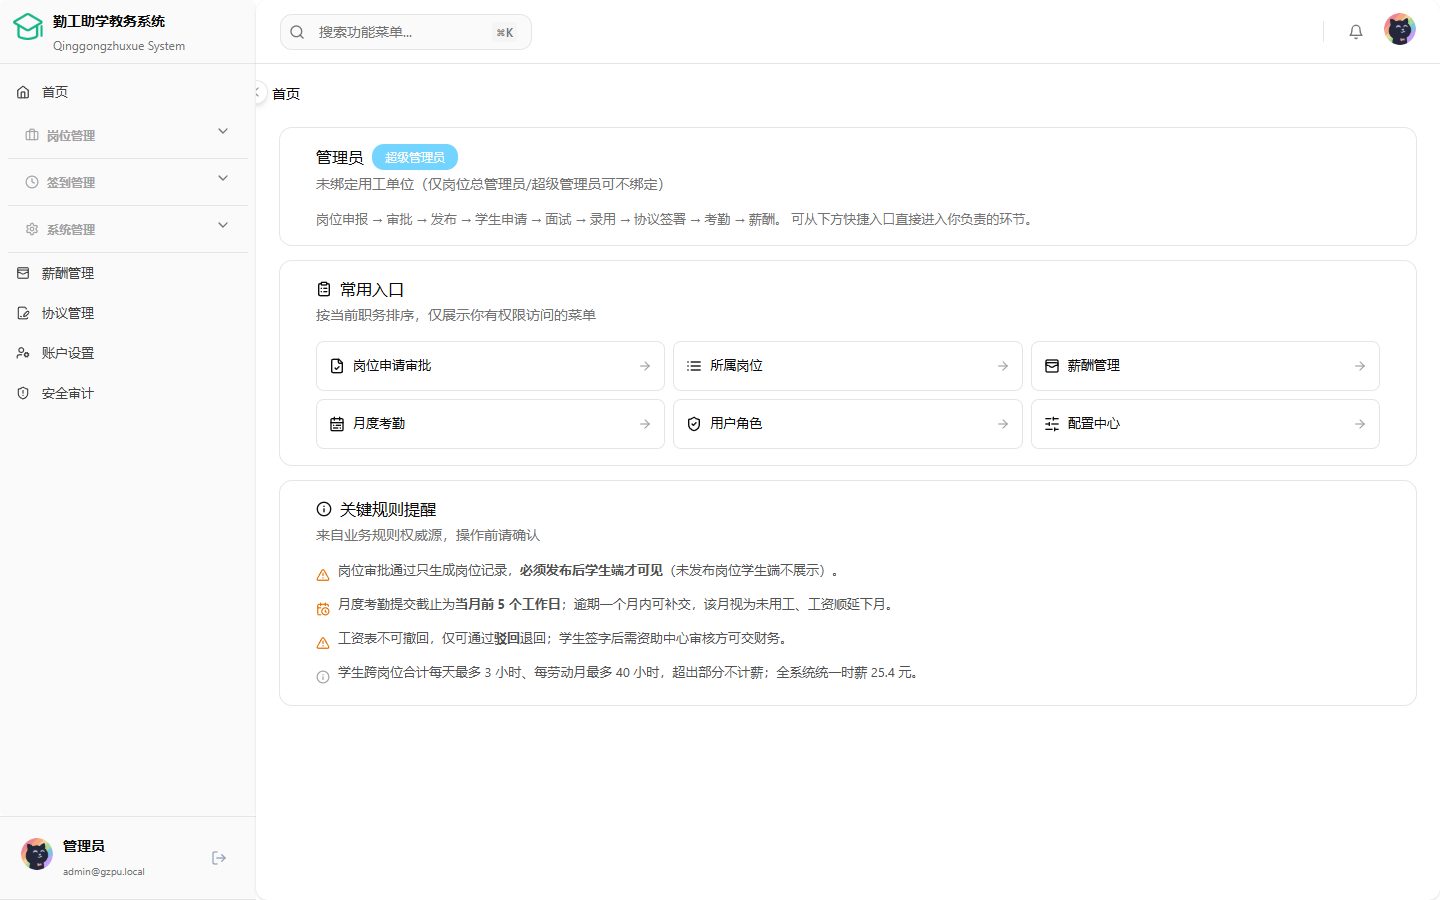 勤工助学教务系统
Qinggongzhuxue System
搜索功能菜单...
⌘K
首页
岗位管理
签到管理
系统管理
薪酬管理
协议管理
账户设置
安全审计
首页
管理员 超级管理员
未绑定用工单位（仅岗位总管理员/超级管理员可不绑定）
岗位申报 → 审批 → 发布 → 学生申请 → 面试 → 录用 → 协议签署 → 考勤 → 薪酬。 可从下方快捷入口直接进入你负责的环节。
常用入口
按当前职务排序，仅展示你有权限访问的菜单
岗位申请审批
所属岗位
薪酬管理
月度考勤
用户角色
配置中心
关键规则提醒
来自业务规则权威源，操作前请确认
岗位审批通过只生成岗位记录，必须发布后学生端才可见（未发布岗位学生端不展示）。
月度考勤提交截止为当月前 5 个工作日；逾期一个月内可补交，该月视为未用工、工资顺延下月。
工资表不可撤回，仅可通过驳回退回；学生签字后需资助中心审核方可交财务。
学生跨岗位合计每天最多 3 小时、每劳动月最多 40 小时，超出部分不计薪；全系统统一时薪 25.4 元。
管理员
admin@gzpu.local